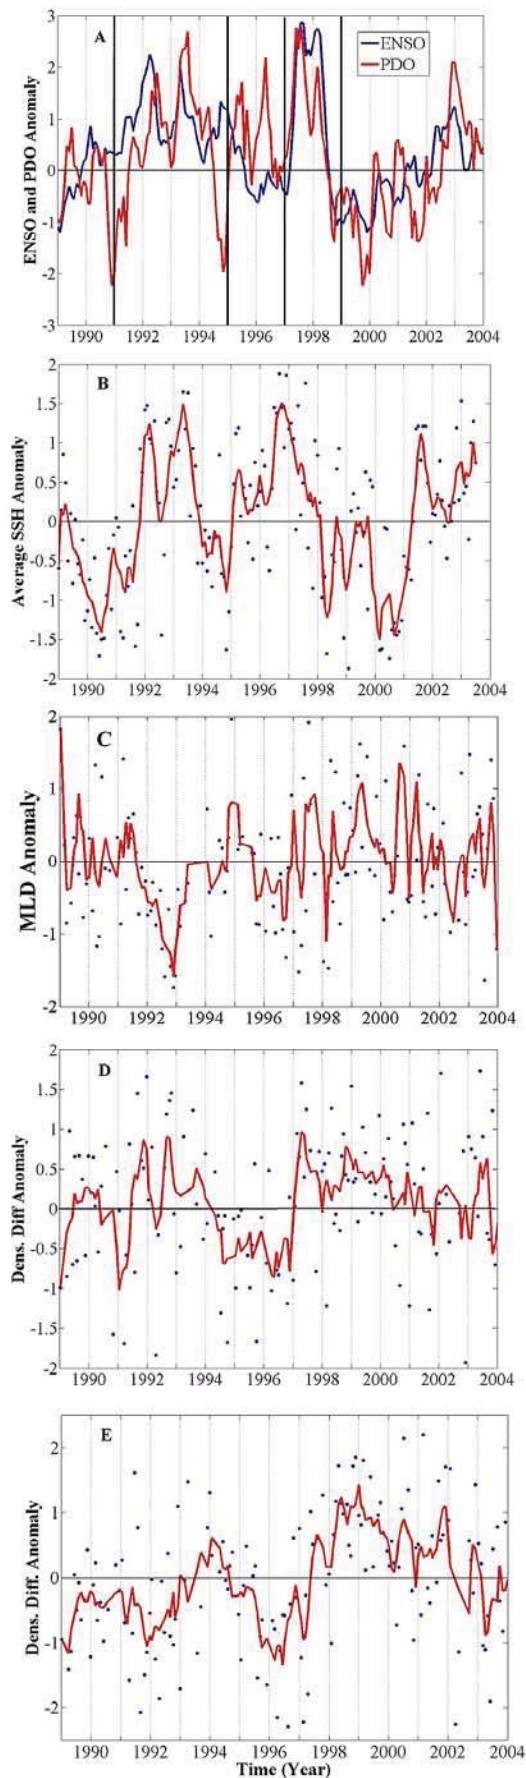 A
ENSO
PDO
ENSO and PDO Anomaly
3
2
1
0
-1
-2
-3
1990 1992 1994 1996 1998 2000 2002 2004
B
Average SSH Anomaly
2
1.5
1
0.5
0
-0.5
-1
-1.5
-2
1990 1992 1994 1996 1998 2000 2002 2004
C
MLD Anomaly
2
1
0
-1
-2
1990 1992 1994 1996 1998 2000 2002 2004
D
Dens. Diff Anomaly
2
1.5
1
0.5
0
-0.5
-1
-1.5
-2
1990 1992 1994 1996 1998 2000 2002 2004
E
Dens. Diff. Anomaly
2
1
0
-1
-2
1990 1992 1994 1996 1998 2000 2002 2004
Time (Year)